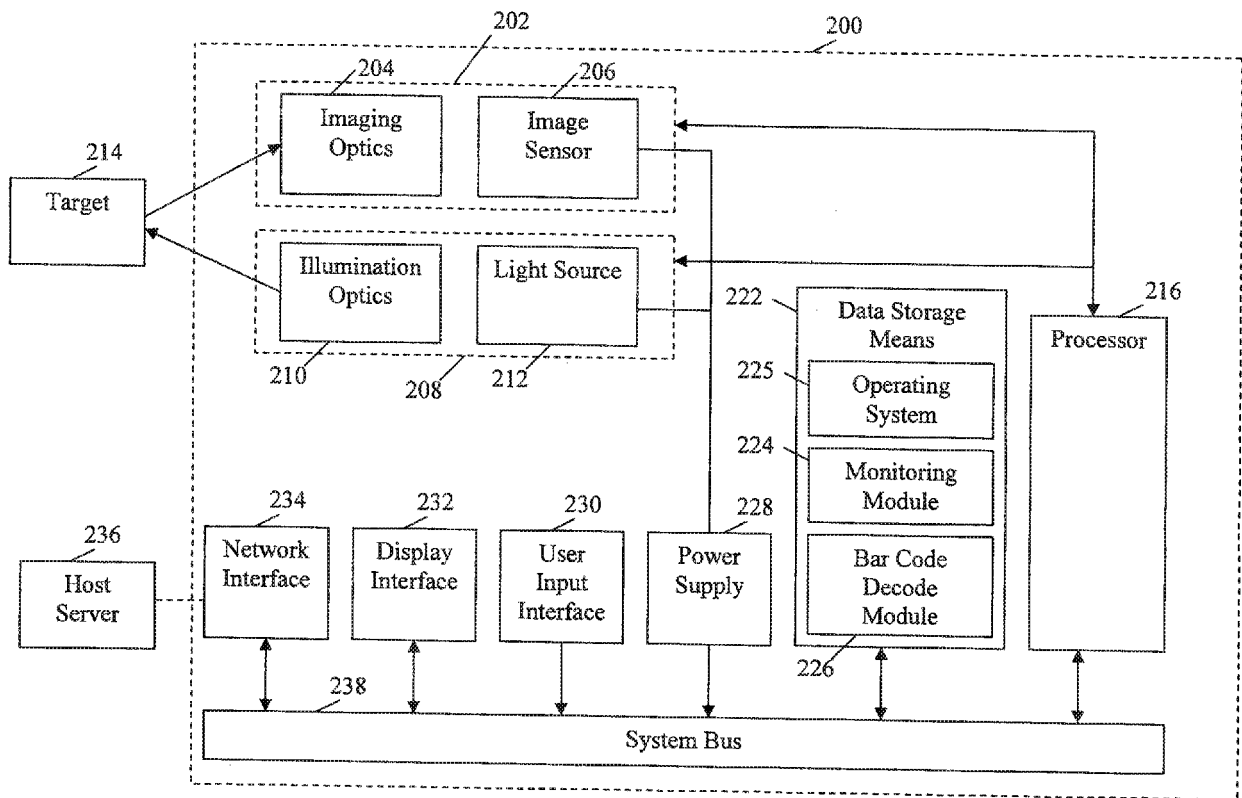 200
202
204
206
Imaging
Optics
Image
Sensor
214
Target
Illumination
Optics
Light Source
210
208
212
222
Data Storage
Means
216
Processor
225
Operating
System
224
Monitoring
Module
Bar Code
Decode
Module
226
236
Host
Server
234
Network
Interface
232
Display
Interface
230
User
Input
Interface
228
Power
Supply
238
System Bus